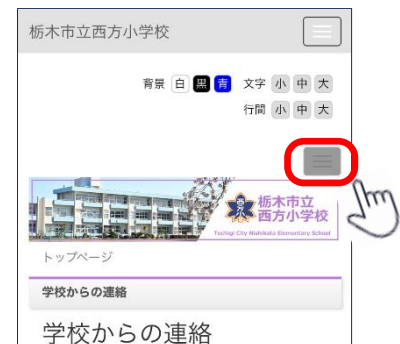 栃木市立西方小学校
背景 白 黒 青 文字 小 中 大
行間 小 中 大
栃木市立
西方小学校
Tochigi City Nishikata Elementary School
トップページ
学校からの連絡
学校からの連絡